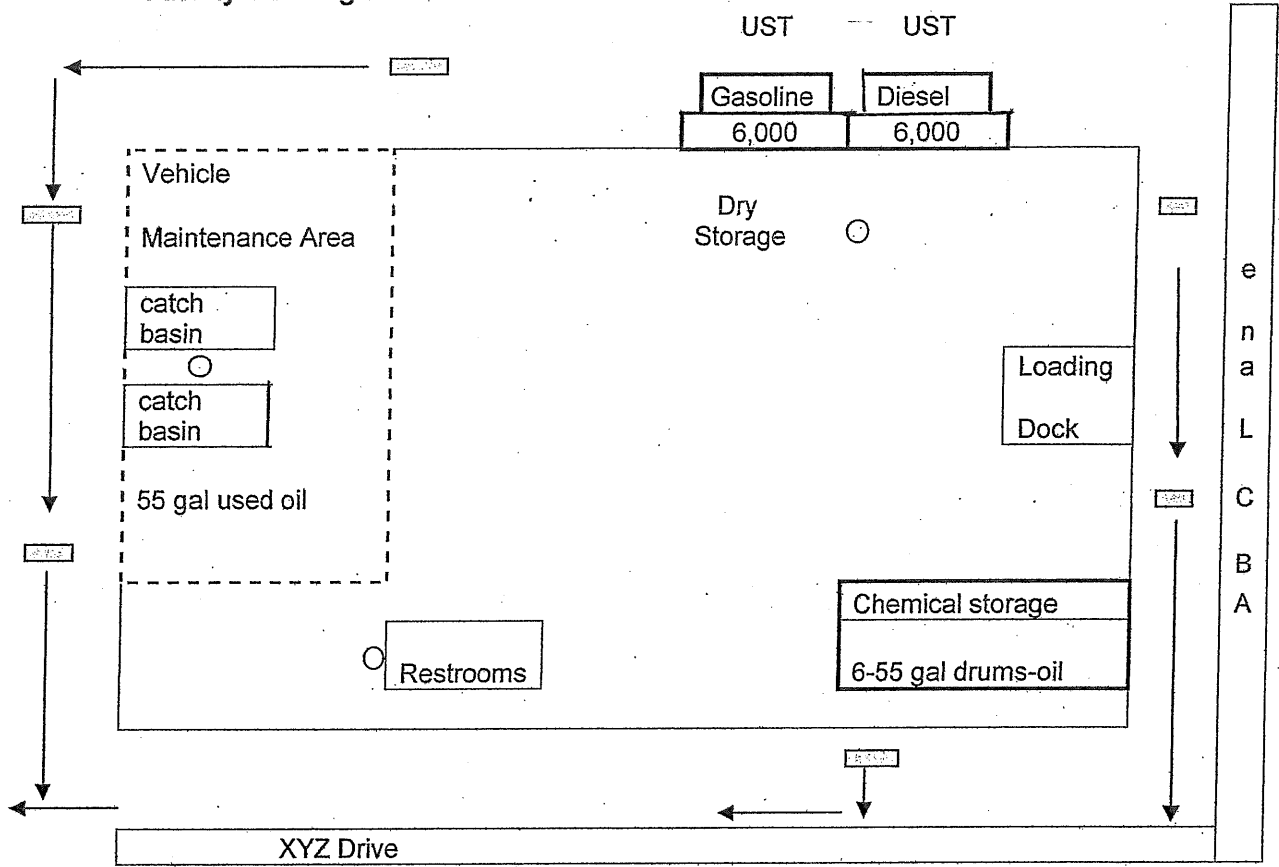 UST UST
Gasoline Diesel
6,000 6,000
Vehicle
Maintenance Area
Dry
Storage
catch
basin
catch
basin
55 gal used oil
Loading
Dock
Chemical storage
6-55 gal drums-oil
Restrooms
XYZ Drive
e
n
a
L
C
B
A